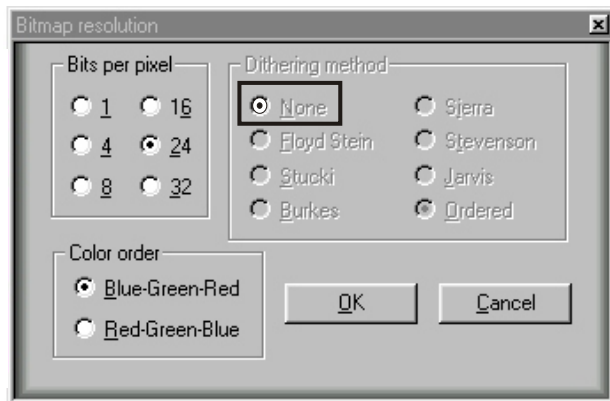 Bitmap resolution
Bits per pixel
1 16
4 24
8 32
Dithering method
None Sierra
Floyd Stein Stevenson
Stucki Jarvis
Burkes Ordered
Color order
Blue-Green-Red
Red-Green-Blue
OK Cancel